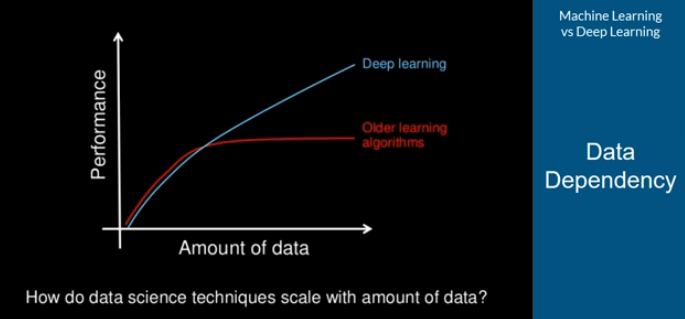 Machine Learning
vs Deep Learning
Deep learning
Older learning
algorithms
Performance
Amount of data
Data
Dependency
How do data science techniques scale with amount of data?